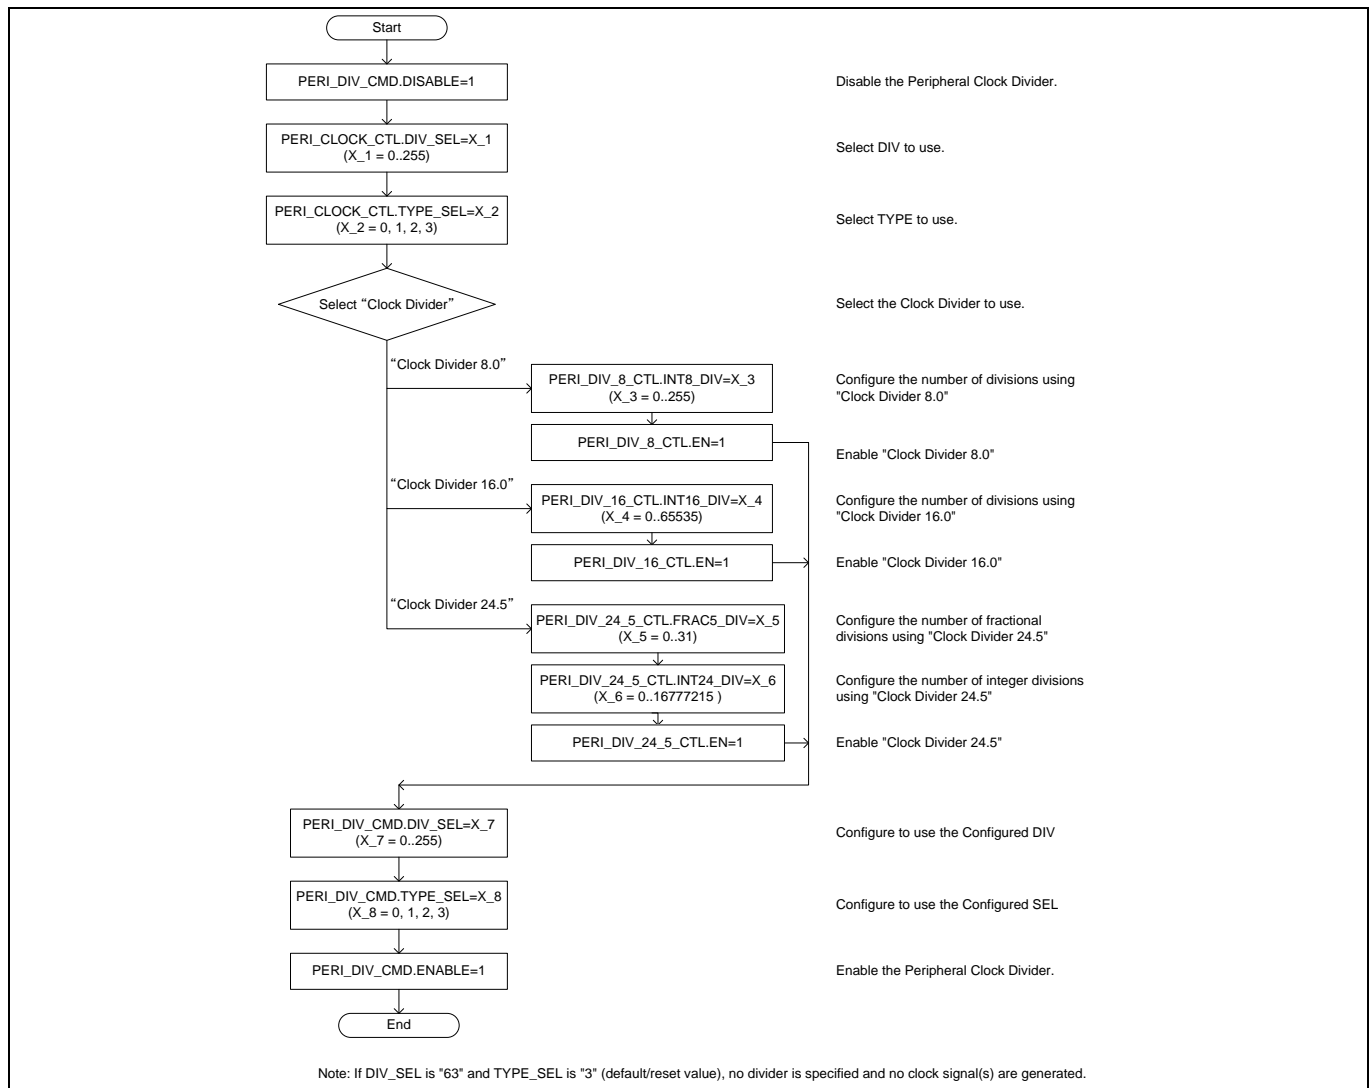 Start
PERI_DIV_CMD.DISABLE=1
Disable the Peripheral Clock Divider.
PERI_CLOCK_CTL.DIV_SEL=X_1
(X_1 = 0..255)
Select DIV to use.
PERI_CLOCK_CTL.TYPE_SEL=X_2
(X_2 = 0, 1, 2, 3)
Select TYPE to use.
Select “Clock Divider”
Select the Clock Divider to use.
“Clock Divider 8.0”
PERI_DIV_8_CTL.INT8_DIV=X_3
(X_3 = 0..255)
Configure the number of divisions using
"Clock Divider 8.0"
PERI_DIV_8_CTL.EN=1
Enable "Clock Divider 8.0"
“Clock Divider 16.0”
PERI_DIV_16_CTL.INT16_DIV=X_4
(X_4 = 0..65535)
Configure the number of divisions using
"Clock Divider 16.0"
PERI_DIV_16_CTL.EN=1
Enable "Clock Divider 16.0"
“Clock Divider 24.5”
PERI_DIV_24_5_CTL.FRAC5_DIV=X_5
(X_5 = 0..31)
Configure the number of fractional
divisions using "Clock Divider 24.5"
PERI_DIV_24_5_CTL.INT24_DIV=X_6
(X_6 = 0..16777215 )
Configure the number of integer divisions
using "Clock Divider 24.5"
PERI_DIV_24_5_CTL.EN=1
Enable "Clock Divider 24.5"
PERI_DIV_CMD.DIV_SEL=X_7
(X_7 = 0..255)
Configure to use the Configured DIV
PERI_DIV_CMD.TYPE_SEL=X_8
(X_8 = 0, 1, 2, 3)
Configure to use the Configured SEL
PERI_DIV_CMD.ENABLE=1
Enable the Peripheral Clock Divider.
End
Note: If DIV_SEL is "63" and TYPE_SEL is "3" (default/reset value), no divider is specified and no clock signal(s) are generated.